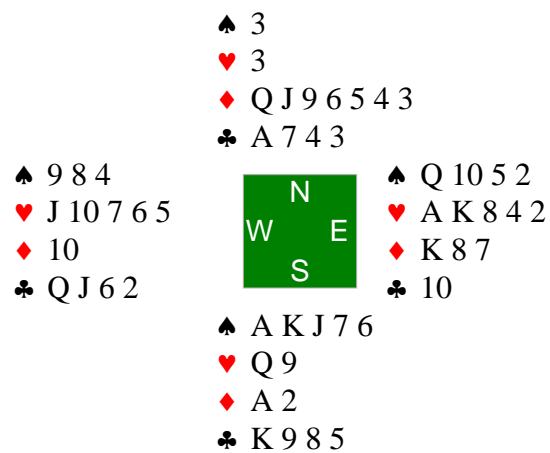 ♠ 3
♥ 3
♦ Q J 9 6 5 4 3
♣ A 7 4 3
♠ 9 8 4
♥ J 10 7 6 5
♦ 10
♣ Q J 6 2
N
W E
S
♠ Q 10 5 2
♥ A K 8 4 2
♦ K 8 7
♣ 10
♠ A K J 7 6
♥ Q 9
♦ A 2
♣ K 9 8 5